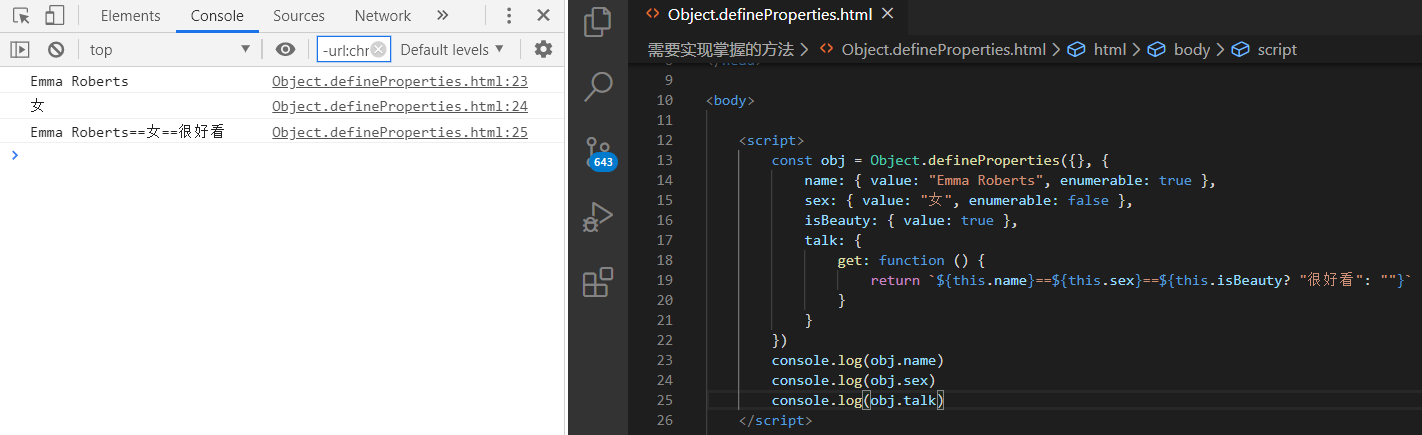 Elements Console Sources Network
top -url:chr Default levels
Emma Roberts Object.defineProperties.html:23
女 Object.defineProperties.html:24
Emma Roberts==女==很好看 Object.defineProperties.html:25
Object.defineProperties.html
需要实现掌握的方法 > Object.defineProperties.html > html > body > script
643
8 </head>
9
10 <body>
11
12 <script>
13 const obj = Object.defineProperties({}, {
14 name: { value: "Emma Roberts", enumerable: true },
15 sex: { value: "女", enumerable: false },
16 isBeauty: { value: true },
17 talk: {
18 get: function () {
19 return `${this.name}==${this.sex}==${this.isBeauty? "很好看": ""}`
20 }
21 }
22 })
23 console.log(obj.name)
24 console.log(obj.sex)
25 console.log(obj.talk)
26 </script>